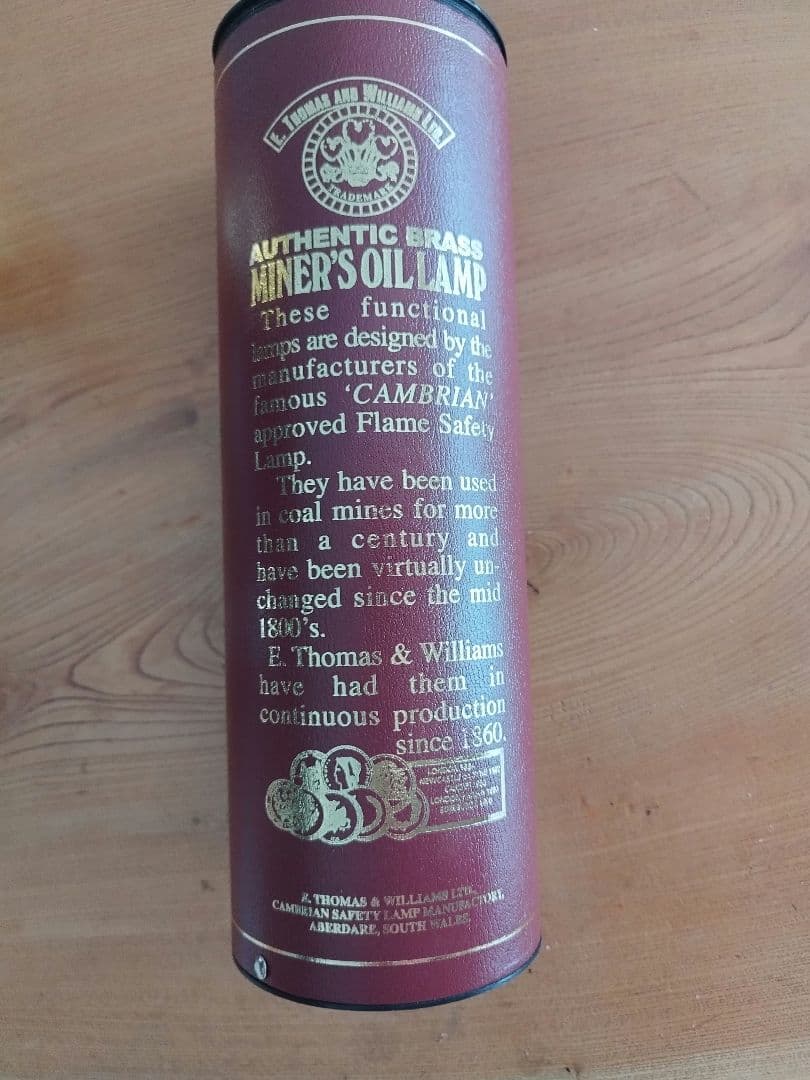 E. THOMAS AND WILLIAMS LTD.
TRADEMARK
AUTHENTIC BRASS
MINER'S OIL LAMP
These functional
lamps are designed by the
manufacturers of the
famous 'CAMBRIAN'
approved Flame Safety
Lamp.
They have been used
in coal mines for more
than a century and
have been virtually un-
changed since the mid
1800's.
E. Thomas & Williams
have had them in
continuous production
since 1860.
E. THOMAS & WILLIAMS LTD.,
CAMBRIAN SAFETY LAMP MANUFACTORY,
ABERDARE, SOUTH WALES.